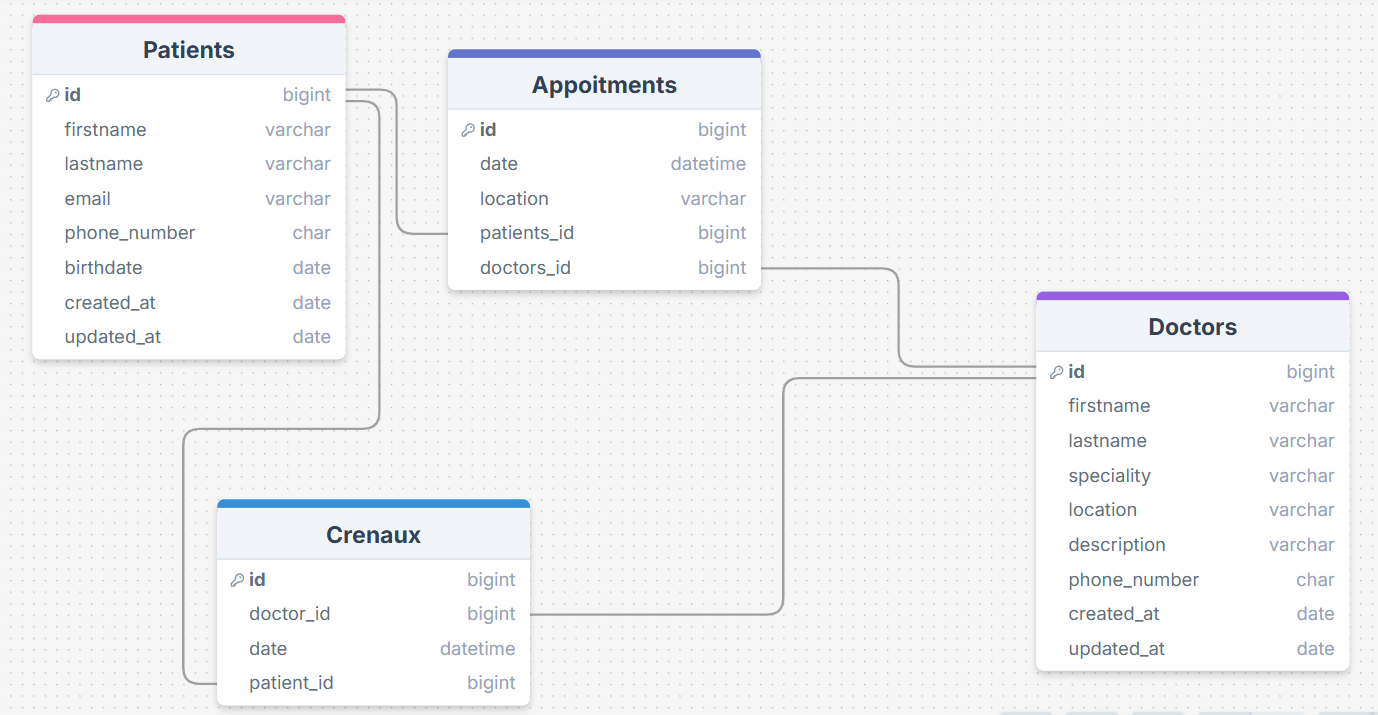 Patients
id bigint
firstname varchar
lastname varchar
email varchar
phone_number char
birthdate date
created_at date
updated_at date
Appoitments
id bigint
date datetime
location varchar
patients_id bigint
doctors_id bigint
Doctors
id bigint
firstname varchar
lastname varchar
speciality varchar
location varchar
description varchar
phone_number char
created_at date
updated_at date
Crenaux
id bigint
doctor_id bigint
date datetime
patient_id bigint